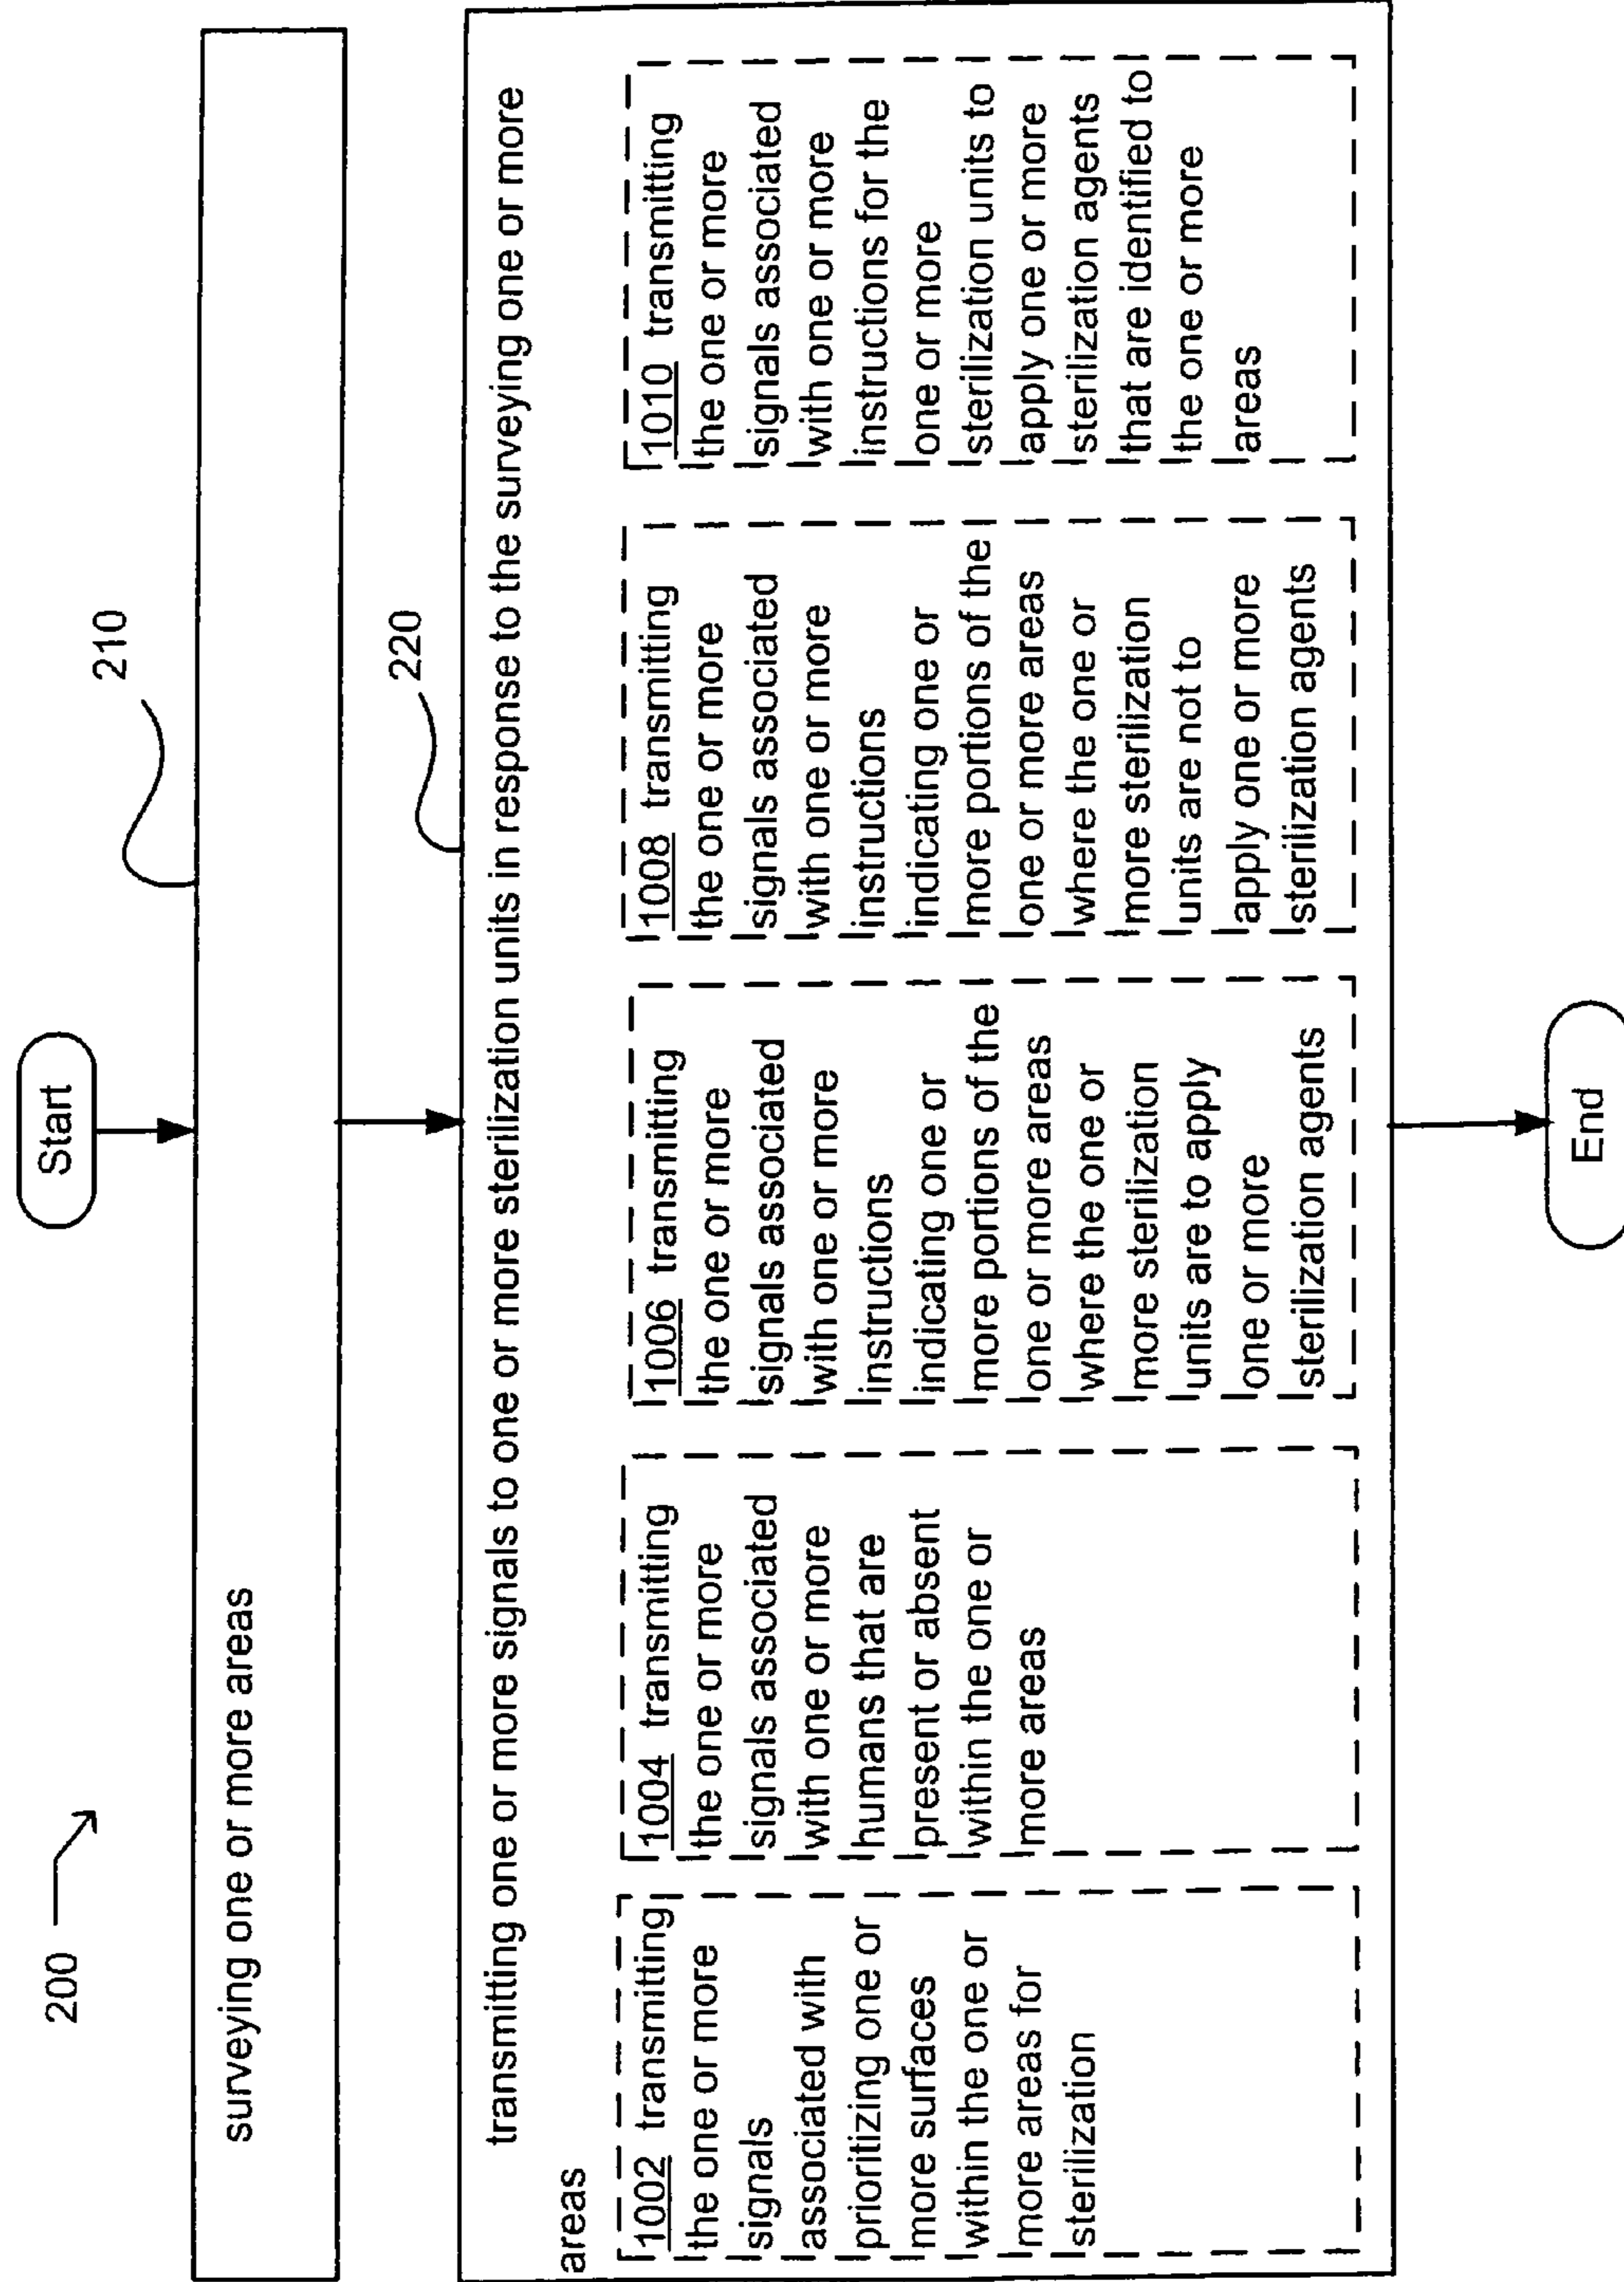 200
Start
210
surveying one or more areas
220
transmitting one or more signals to one or more sterilization units in response to the surveying one or more
areas
1002 transmitting
the one or more
signals
associated with
prioritizing one or
more surfaces
within the one or
more areas for
sterilization
1004 transmitting
the one or more
signals associated
with one or more
humans that are
present or absent
within the one or
more areas
1006 transmitting
the one or more
signals associated
with one or more
instructions
indicating one or
more portions of the
one or more areas
where the one or
more sterilization
units are to apply
one or more
sterilization agents
1008 transmitting
the one or more
signals associated
with one or more
instructions
indicating one or
more portions of the
one or more areas
where the one or
more sterilization
units are not to
apply one or more
sterilization agents
1010 transmitting
the one or more
signals associated
with one or more
instructions for the
one or more
sterilization units to
apply one or more
sterilization agents
that are identified to
the one or more
areas
End